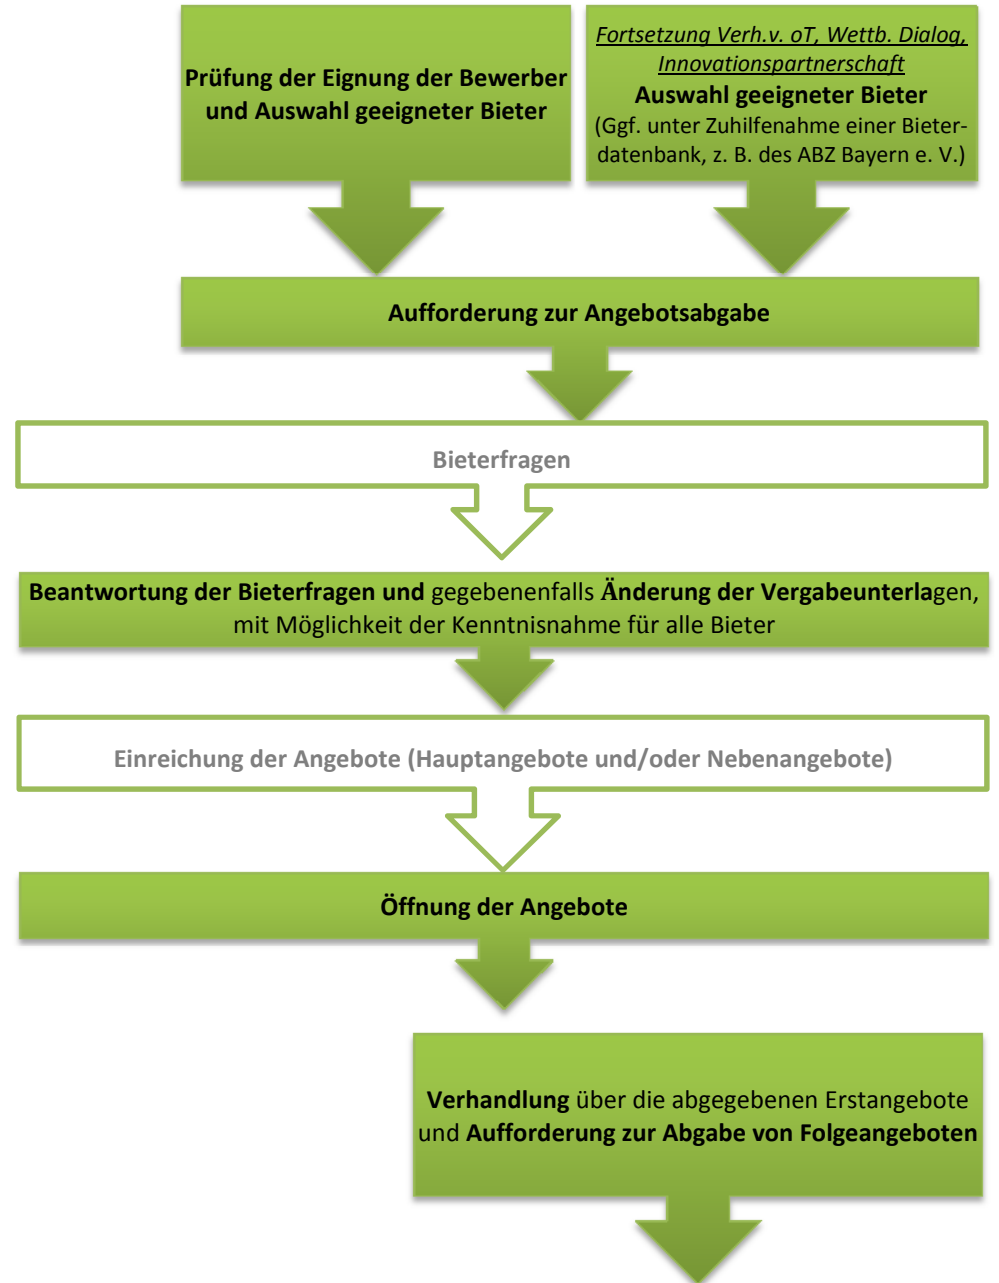 Prüfung der Eignung der Bewerber
und Auswahl geeigneter Bieter
Fortsetzung Verh.v. oT, Wettb. Dialog,
Innovationspartnerschaft
Auswahl geeigneter Bieter
(Ggf. unter Zuhilfenahme einer Bieter-
datenbank, z. B. des ABZ Bayern e. V.)
Aufforderung zur Angebotsabgabe
Bieterfragen
Beantwortung der Bieterfragen und gegebenenfalls Änderung der Vergabeunterlagen,
mit Möglichkeit der Kenntnisnahme für alle Bieter
Einreichung der Angebote (Hauptangebote und/oder Nebenangebote)
Öffnung der Angebote
Verhandlung über die abgegebenen Erstangebote
und Aufforderung zur Abgabe von Folgeangeboten